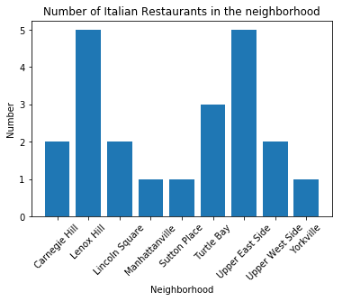 Number of Italian Restaurants in the neighborhood
5
4
3
2
1
0
Number
Carnegie Hill
Lenox Hill
Lincoln Square
Manhattanville
Sutton Place
Turtle Bay
Upper East Side
Upper West Side
Yorkville
Neighborhood